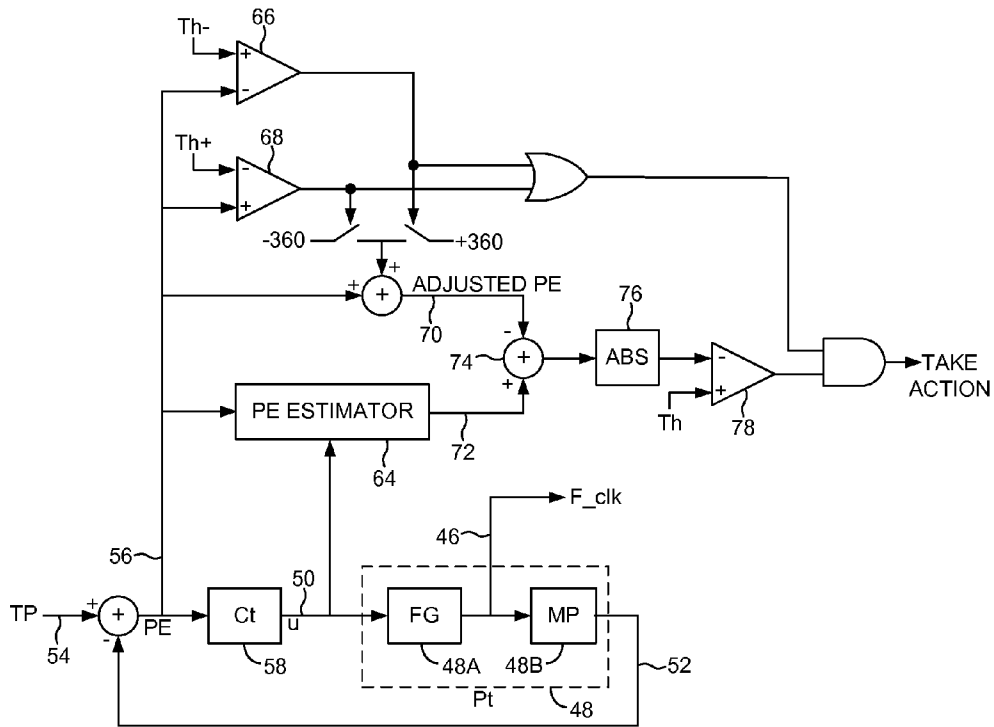 66
Th-
+
-
Th+
68
-
+
-360
+360
+
+
+
ADJUSTED PE
70
76
-
74
+
+
ABS
-
+
Th
78
TAKE
ACTION
PE ESTIMATOR
72
64
F_clk
46
56
50
TP
+
+
-
PE
Ct
u
FG
MP
54
58
48A
48B
52
Pt
48